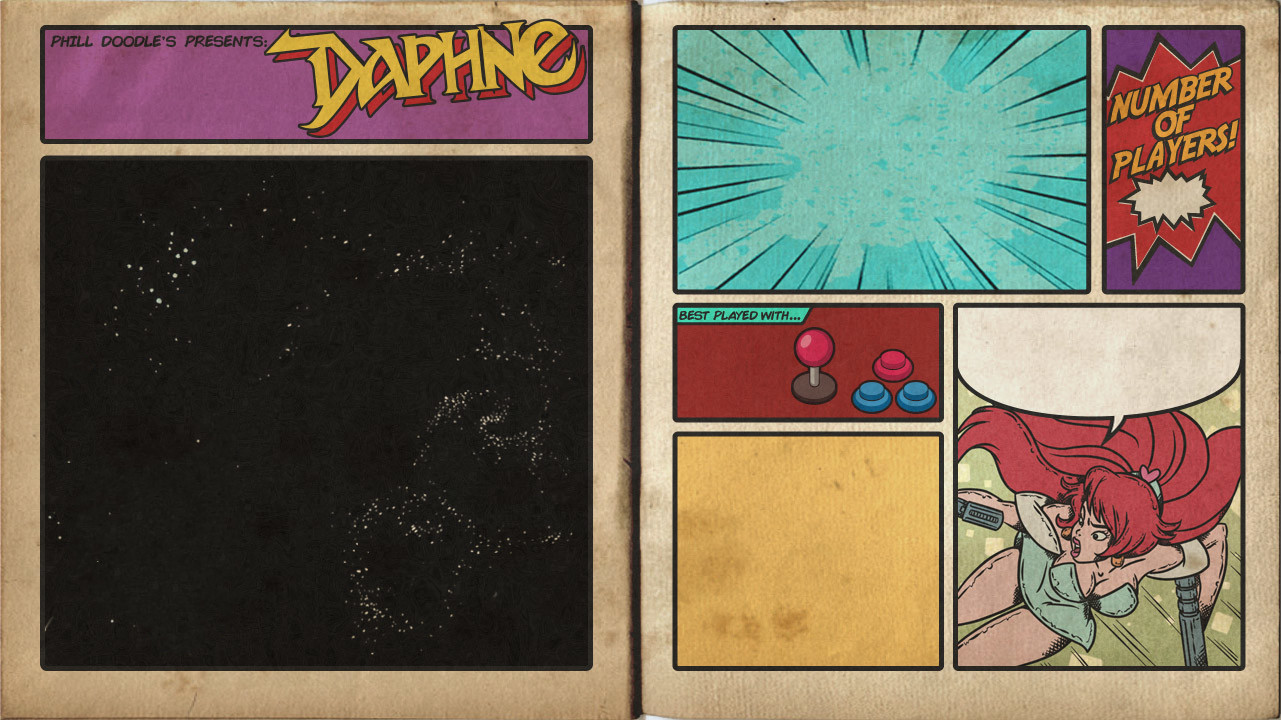 PHILL DOODLE'S PRESENTS:
DAPHNE
NUMBER
OF
PLAYERS!
BEST PLAYED WITH...